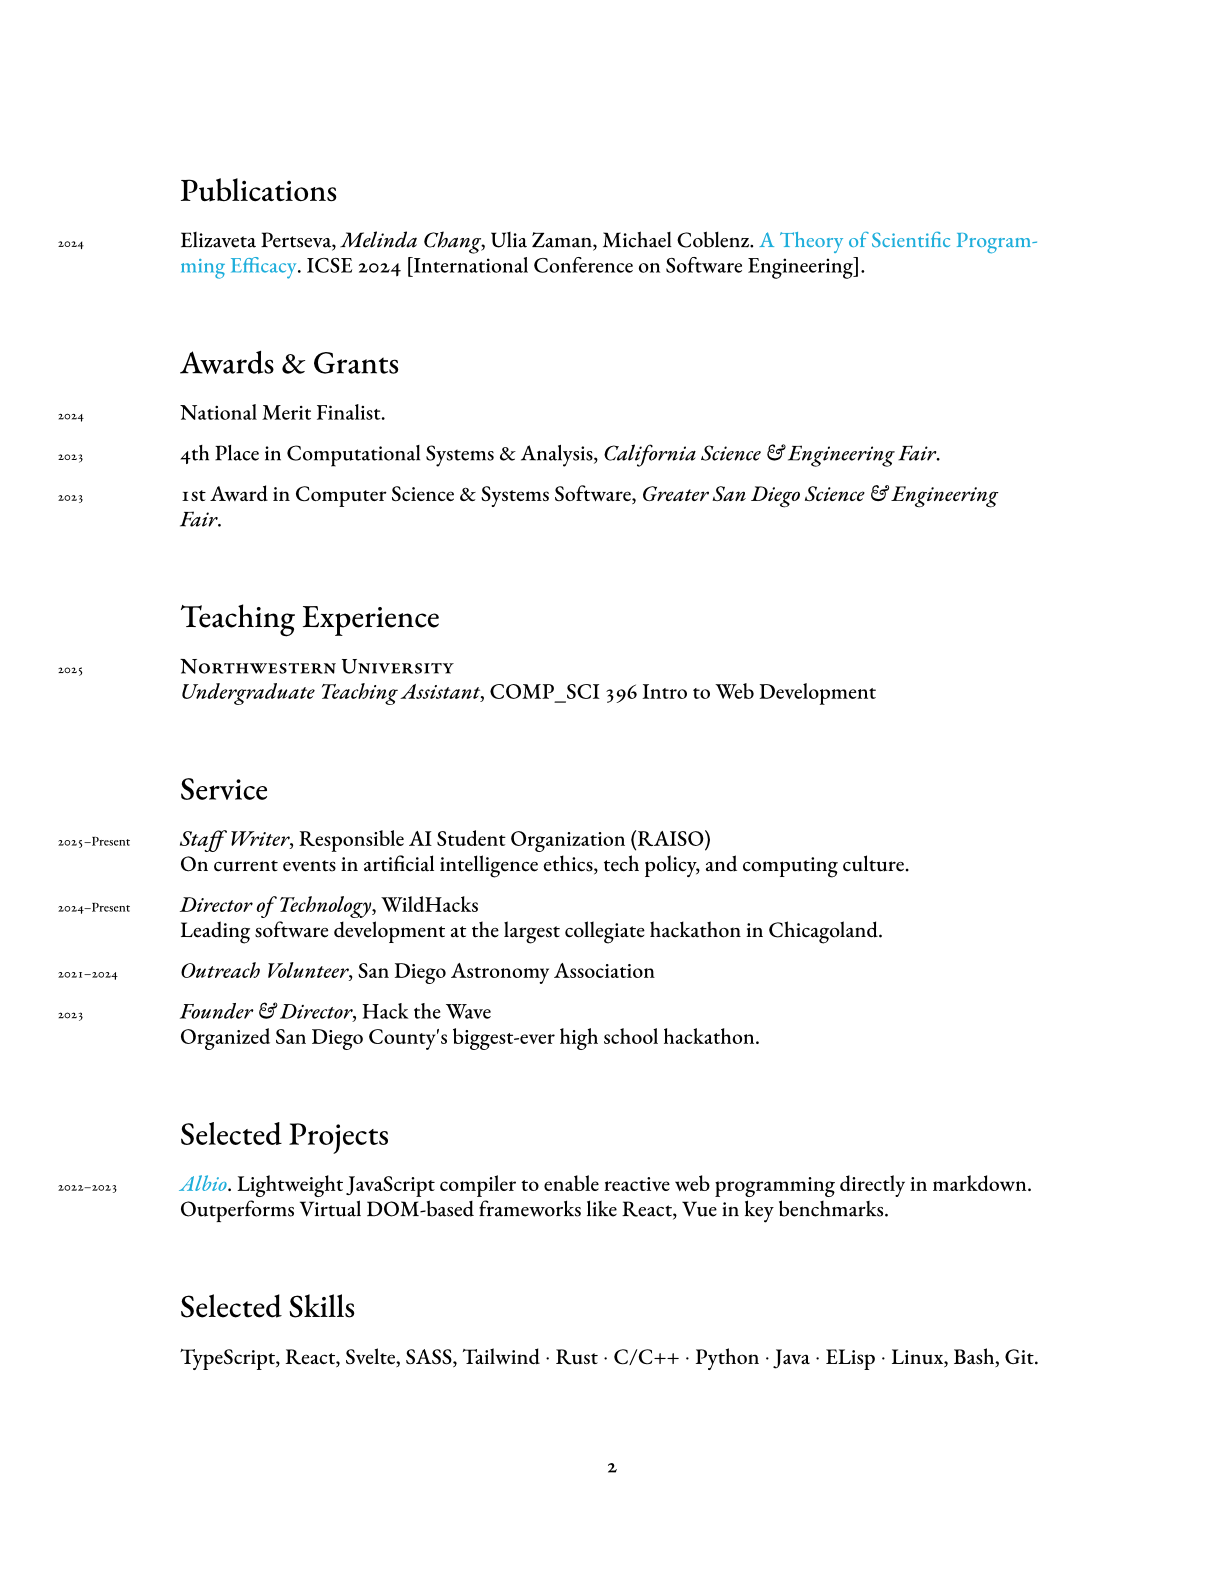 Publications
2024 Elizaveta Pertseva, Melinda Chang, Ulia Zaman, Michael Coblenz. A Theory of Scientific Program-
ming Efficacy. ICSE 2024 [International Conference on Software Engineering].
Awards & Grants
2024 National Merit Finalist.
2023 4th Place in Computational Systems & Analysis, California Science & Engineering Fair.
2023 1st Award in Computer Science & Systems Software, Greater San Diego Science & Engineering
Fair.
Teaching Experience
2025 Northwestern University
Undergraduate Teaching Assistant, COMP_SCI 396 Intro to Web Development
Service
2025–Present Staff Writer, Responsible AI Student Organization (RAISO)
On current events in artificial intelligence ethics, tech policy, and computing culture.
2024–Present Director of Technology, WildHacks
Leading software development at the largest collegiate hackathon in Chicagoland.
2021–2024 Outreach Volunteer, San Diego Astronomy Association
2023 Founder & Director, Hack the Wave
Organized San Diego County's biggest-ever high school hackathon.
Selected Projects
2022–2023 Albio. Lightweight JavaScript compiler to enable reactive web programming directly in markdown.
Outperforms Virtual DOM-based frameworks like React, Vue in key benchmarks.
Selected Skills
TypeScript, React, Svelte, SASS, Tailwind · Rust · C/C++ · Python · Java · ELisp · Linux, Bash, Git.
2